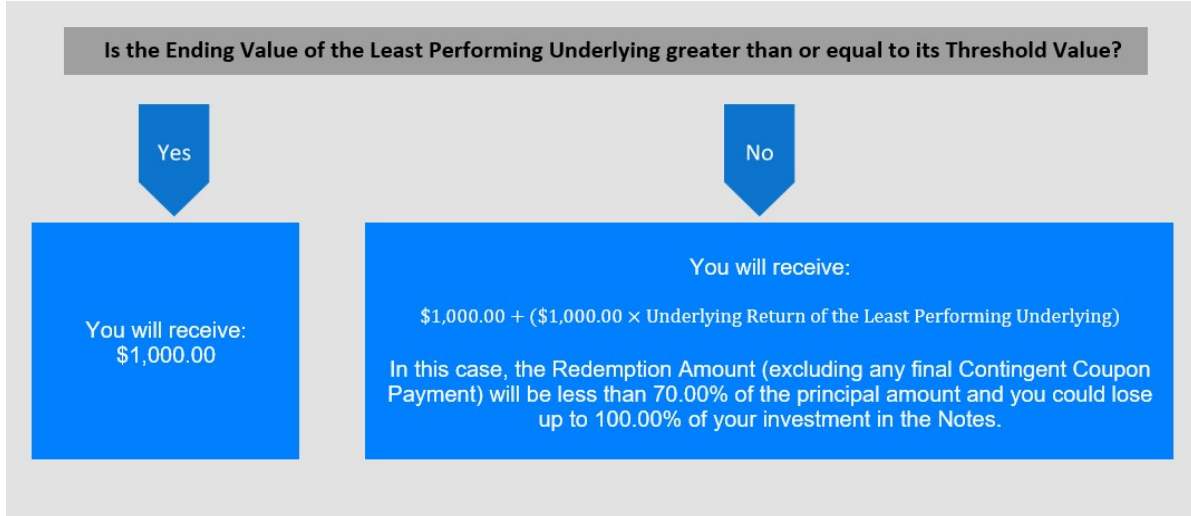 Is the Ending Value of the Least Performing Underlying greater than or equal to its Threshold Value?
Yes
No
You will receive:
$1,000.00
You will receive:
$1,000.00 + ($1,000.00 × Underlying Return of the Least Performing Underlying)
In this case, the Redemption Amount (excluding any final Contingent Coupon
Payment) will be less than 70.00% of the principal amount and you could lose
up to 100.00% of your investment in the Notes.